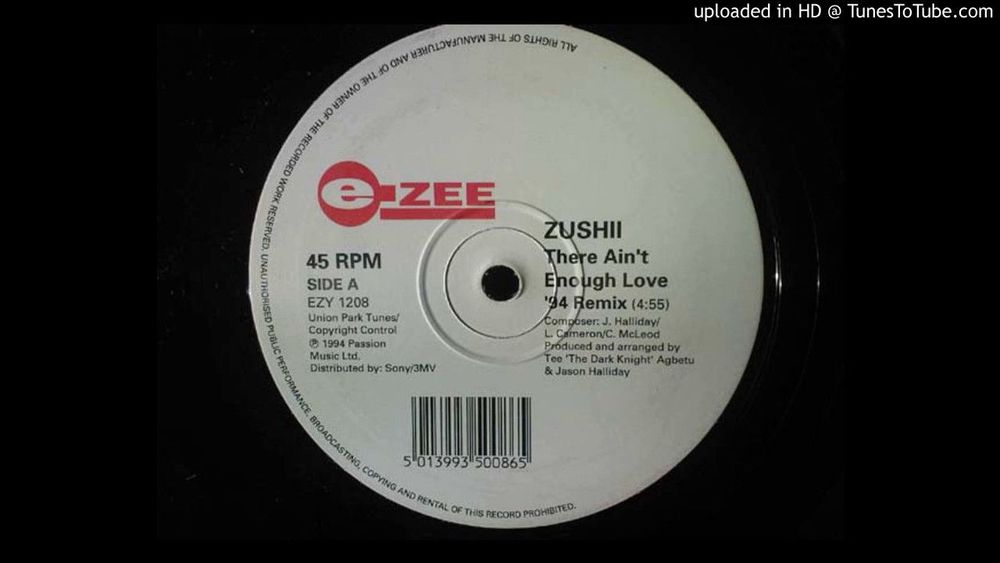 uploaded in HD @ TunesToTube.com
ALL RIGHTS OF THE MANUFACTURER AND OF THE OWNER OF THE RECORDED WORK RESERVED. UNAUTHORISED PUBLIC PERFORMANCE, BROADCASTING, COPYING AND RENTAL OF THIS RECORD PROHIBITED.
e-ZEE
45 RPM
SIDE A
EZY 1208
Union Park Tunes/
Copyright Control
℗ 1994 Passion
Music Ltd.
Distributed by: Sony/3MV
ZUSHII
There Ain't
Enough Love
'94 Remix (4:55)
Composer: J. Halliday/
L. Cameron/C. McLeod
Produced and arranged by
Tee 'The Dark Knight' Agbetu
& Jason Halliday
5 013993 500865